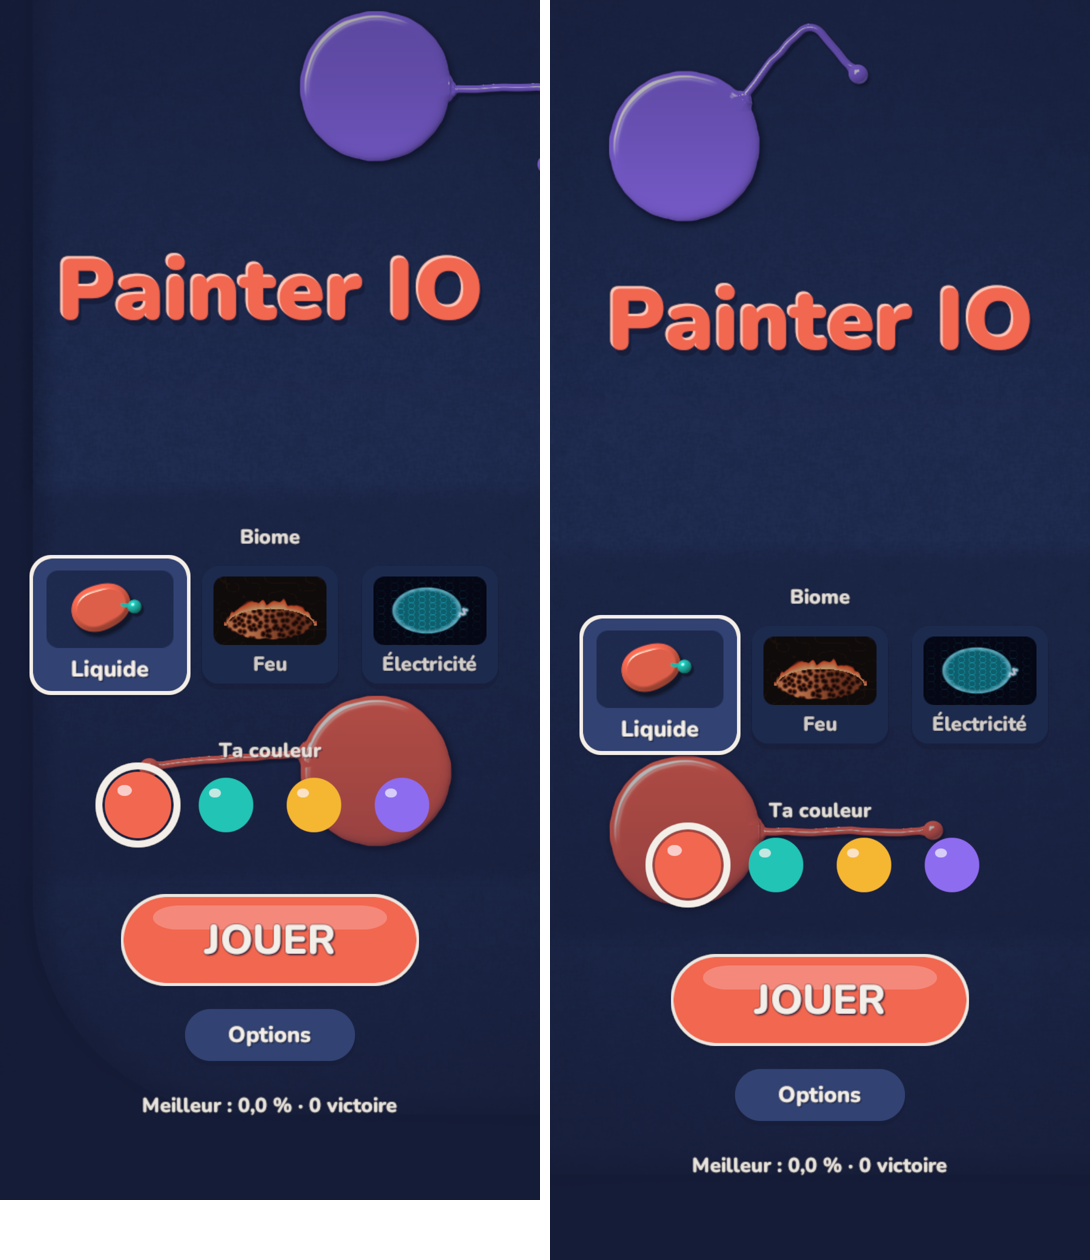 Painter IO
Biome
Liquide
Feu
Électricité
Ta couleur
JOUER
Options
Meilleur : 0,0 % · 0 victoire
Painter IO
Biome
Liquide
Feu
Électricité
Ta couleur
JOUER
Options
Meilleur : 0,0 % · 0 victoire